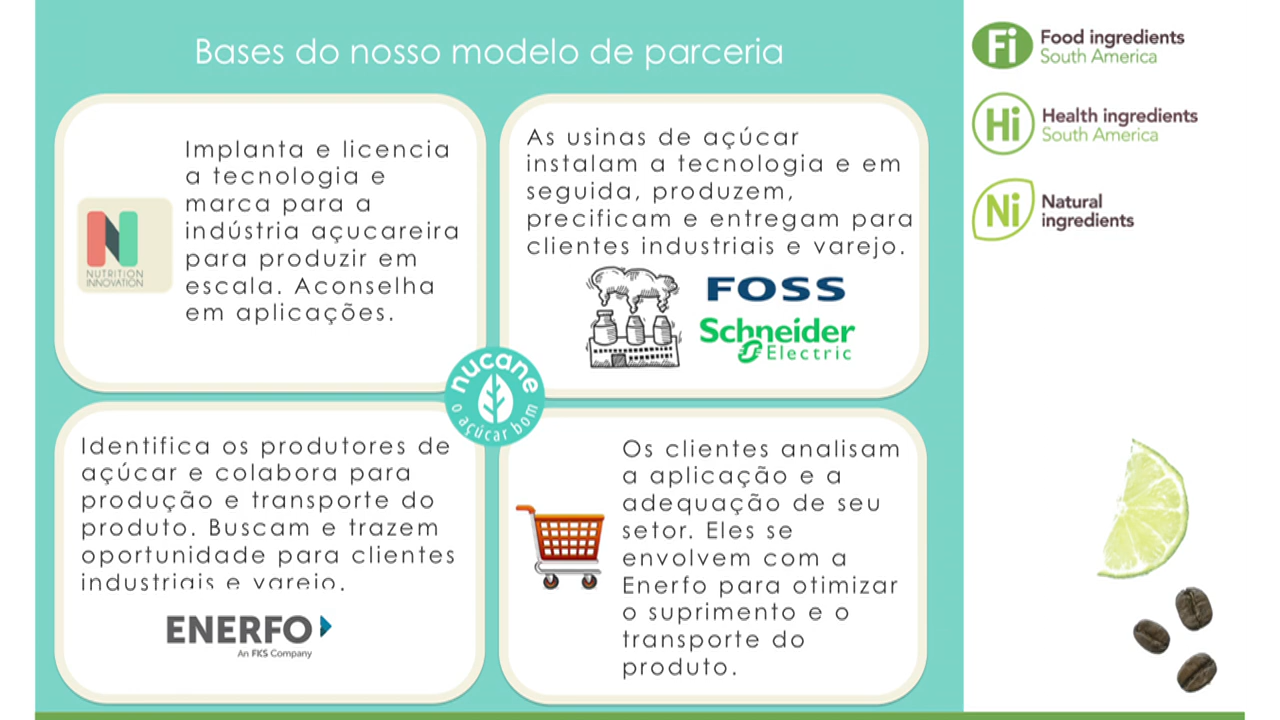 Bases do nosso modelo de parceria
Implanta e licencia
a tecnologia e
marca para a
indústria açucareira
para produzir em
escala. Aconselha
em aplicações.
NUTRITION
INNOVATION
As usinas de açúcar
instalam a tecnologia e em
seguida, produzem,
precificam e entregam para
clientes industriais e varejo.
FOSS
Schneider
Electric
nucane
o açúcar bom
Identifica os produtores de
açúcar e colabora para
produção e transporte do
produto. Buscam e trazem
oportunidade para clientes
industriais e varejo.
ENERFO
An FKS Company
Os clientes analisam
a aplicação e a
adequação de seu
setor. Eles se
envolvem com a
Enerfo para otimizar
o suprimento e o
transporte do
produto.
Fi
Food ingredients
South America
Hi
Health ingredients
South America
Ni
Natural
ingredients